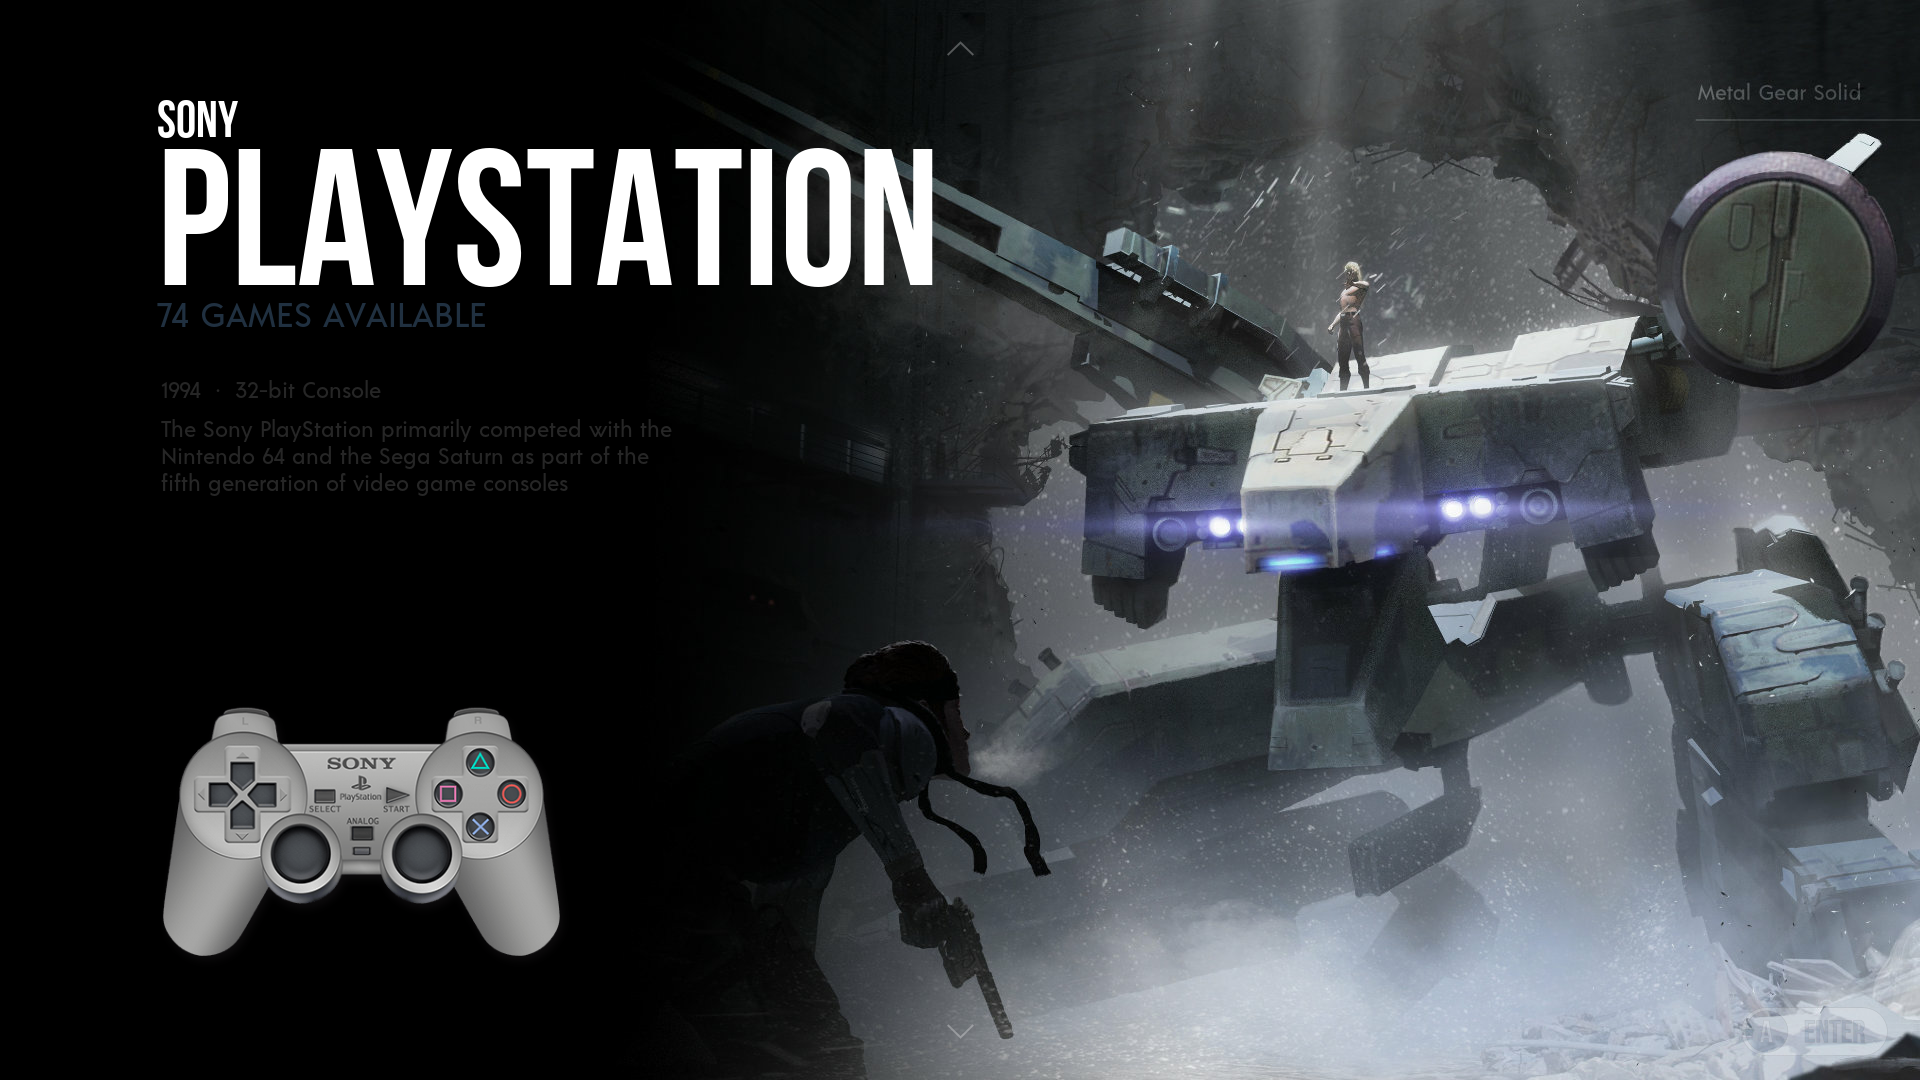 SONY
PLAYSTATION
74 GAMES AVAILABLE
1994 · 32-bit Console
The Sony PlayStation primarily competed with the
Nintendo 64 and the Sega Saturn as part of the
fifth generation of video game consoles
Metal Gear Solid
L
R
SONY
PlayStation
SELECT
START
ANALOG
A ENTER